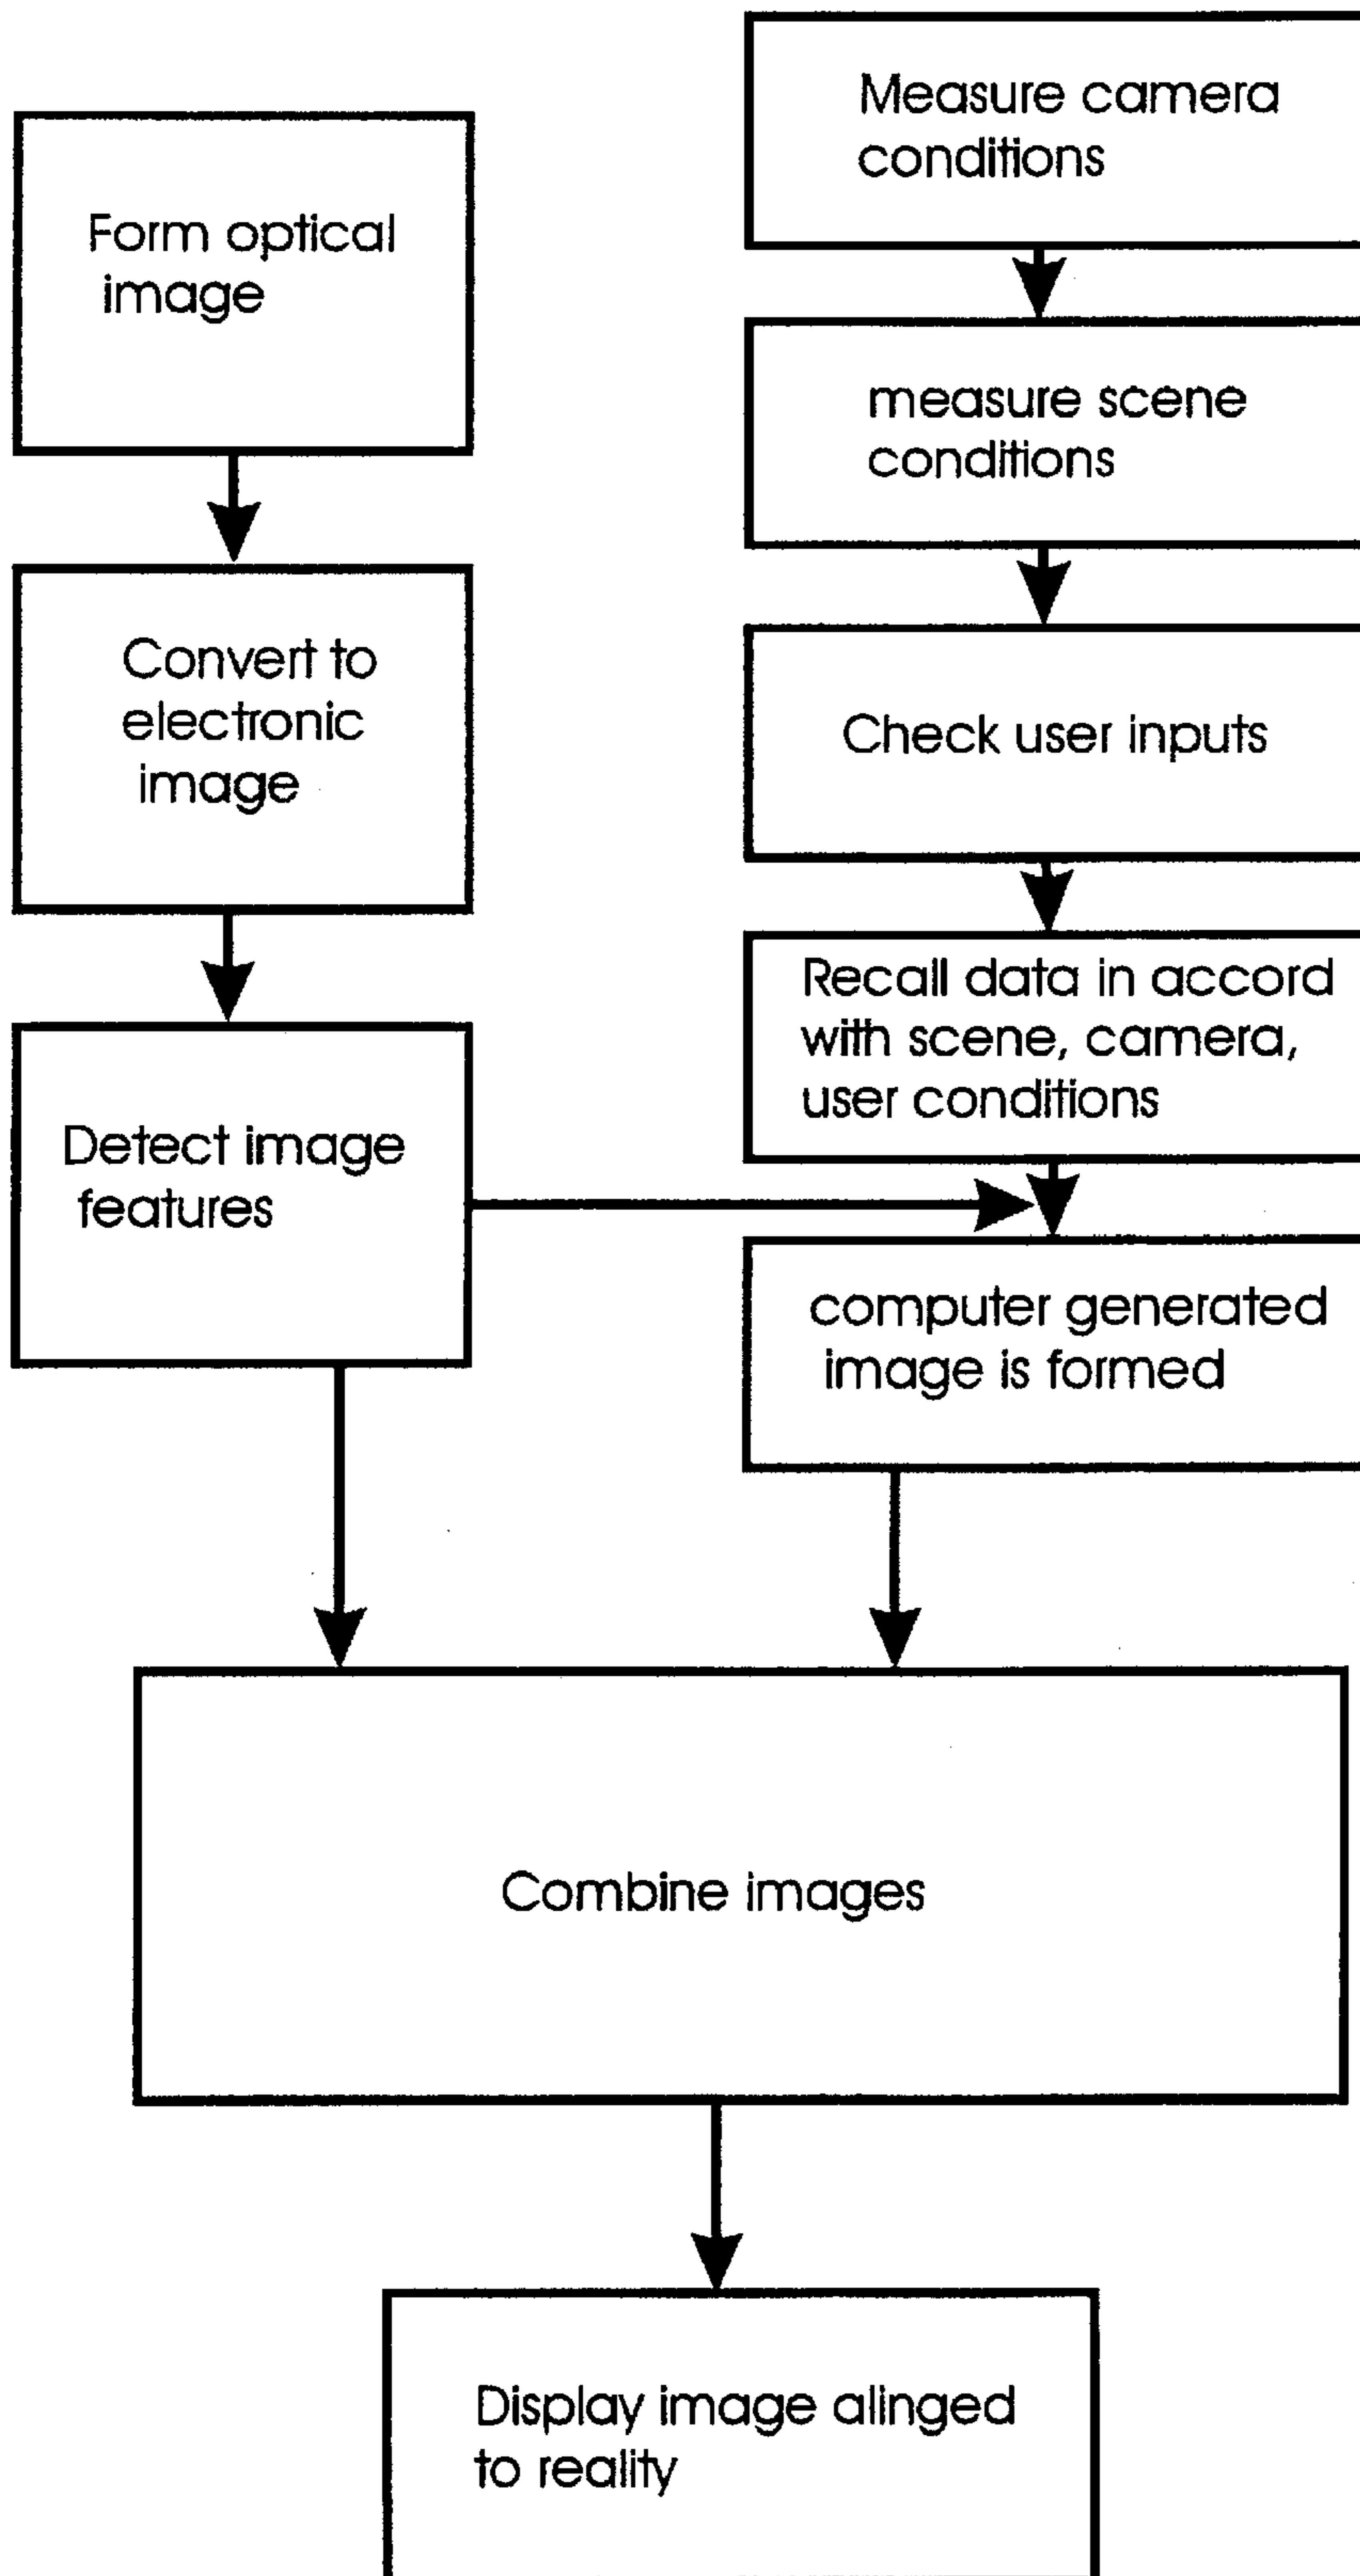 Form optical
image
Convert to
electronic
image
Detect image
features
Measure camera
conditions
measure scene
conditions
Check user inputs
Recall data in accord
with scene, camera,
user conditions
computer generated
image is formed
Combine images
Display image alinged
to reality